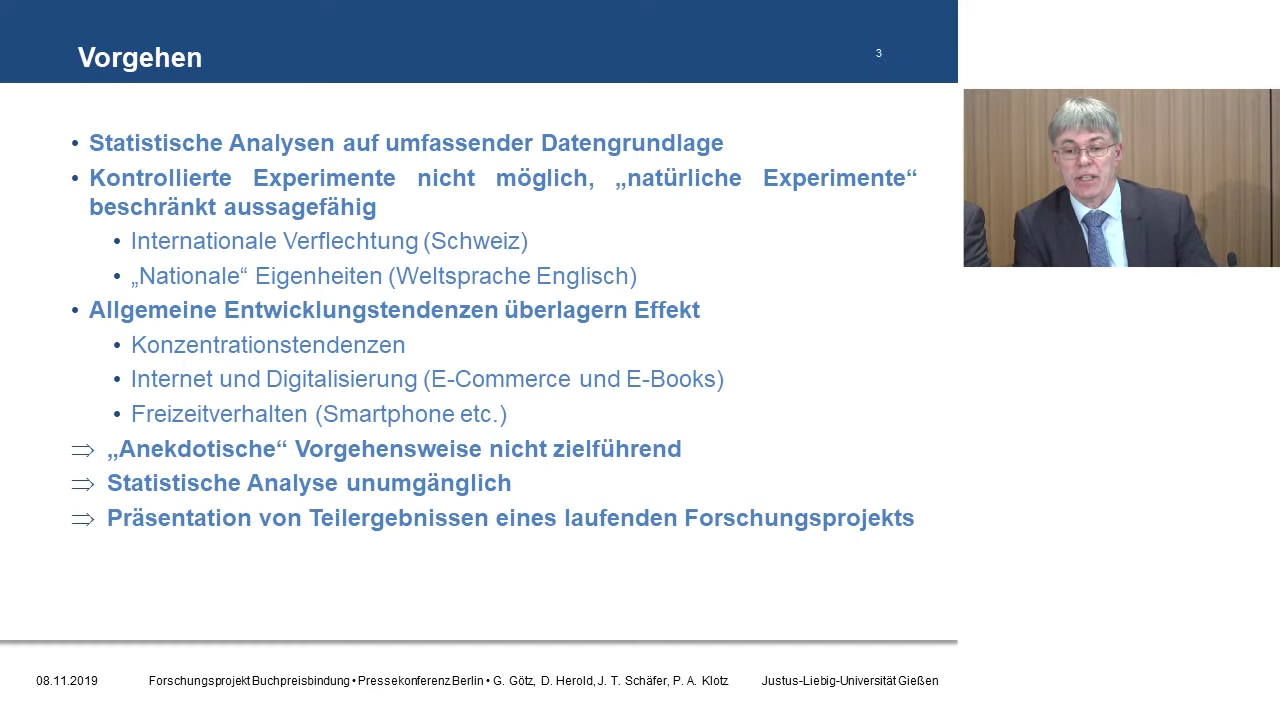 Vorgehen
3
• Statistische Analysen auf umfassender Datengrundlage
• Kontrollierte Experimente nicht möglich, „natürliche Experimente“
beschränkt aussagefähig
• Internationale Verflechtung (Schweiz)
• „Nationale“ Eigenheiten (Weltsprache Englisch)
• Allgemeine Entwicklungstendenzen überlagern Effekt
• Konzentrationstendenzen
• Internet und Digitalisierung (E-Commerce und E-Books)
• Freizeitverhalten (Smartphone etc.)
⇒ „Anekdotische“ Vorgehensweise nicht zielführend
⇒ Statistische Analyse unumgänglich
⇒ Präsentation von Teilergebnissen eines laufenden Forschungsprojekts
08.11.2019 Forschungsprojekt Buchpreisbindung • Pressekonferenz Berlin • G. Götz, D. Herold, J. T. Schäfer, P. A. Klotz Justus-Liebig-Universität Gießen